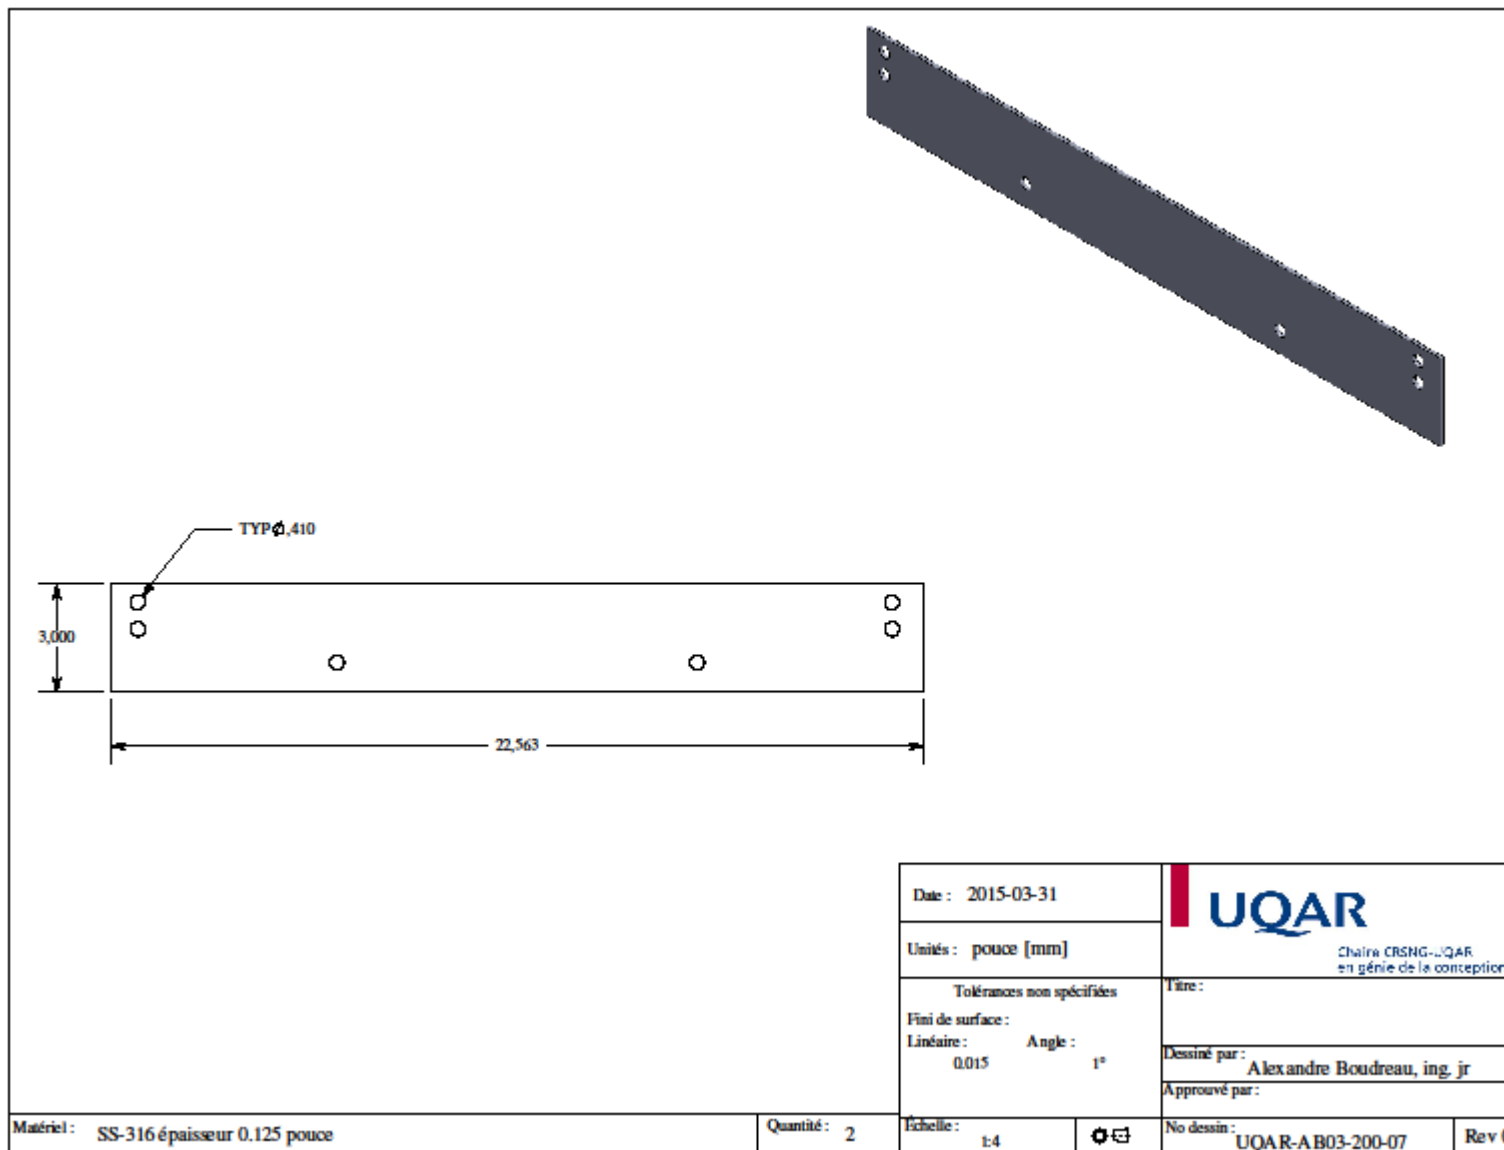 TYP⌀,410
3,000
22,563
Date : 2015-03-31
UQAR
Chaire CRSNG-UQAR
en génie de la conception
Unités : pouce [mm]
Tolérances non spécifiées
Fini de surface :
Linéaire : Angle :
0.015 1°
Titre :
Dessiné par :
Alexandre Boudreau, ing. jr
Approuvé par :
Matériel : SS-316 épaisseur 0.125 pouce
Quantité : 2
Échelle :
1:4
No dessin :
UQAR-AB03-200-07
Rev